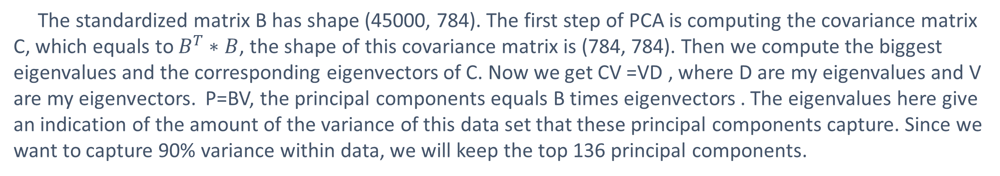 The standardized matrix B has shape (45000, 784). The first step of PCA is computing the covariance matrix
C, which equals to $B^T * B$, the shape of this covariance matrix is (784, 784). Then we compute the biggest
eigenvalues and the corresponding eigenvectors of C. Now we get CV =VD , where D are my eigenvalues and V
are my eigenvectors.  P=BV, the principal components equals B times eigenvectors . The eigenvalues here give
an indication of the amount of the variance of this data set that these principal components capture. Since we
want to capture 90% variance within data, we will keep the top 136 principal components.